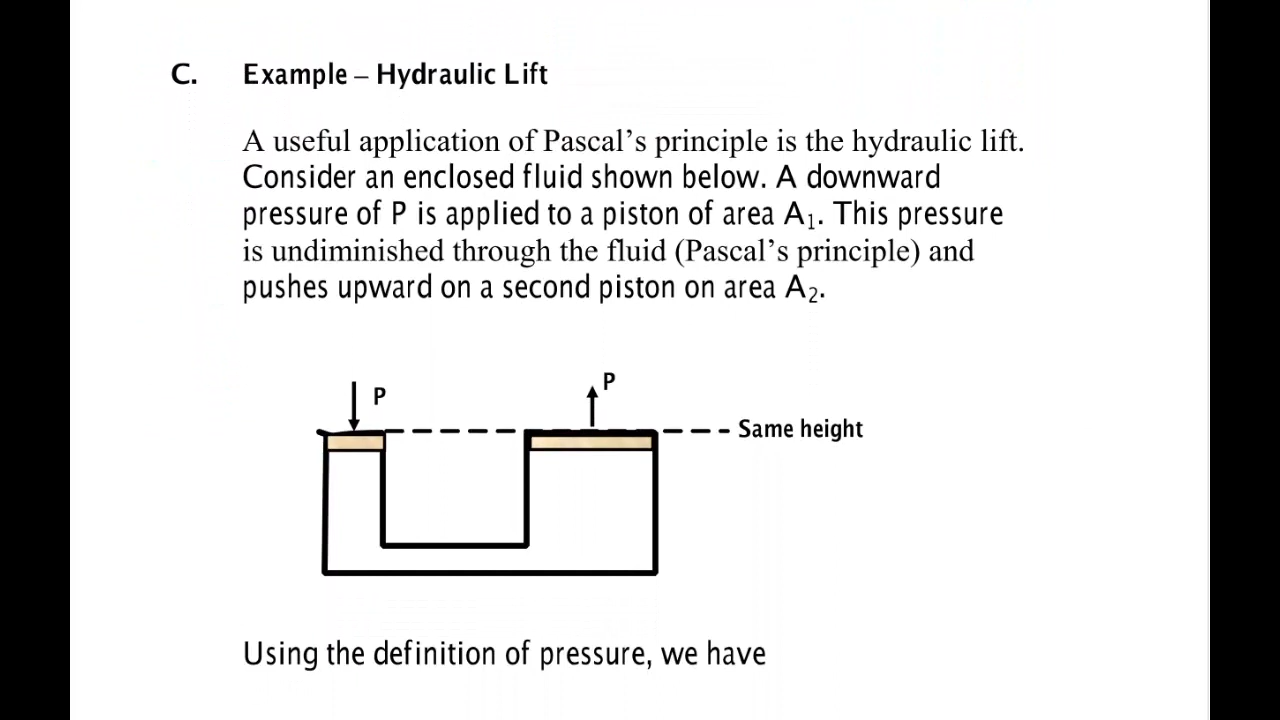 C. Example – Hydraulic Lift
A useful application of Pascal’s principle is the hydraulic lift.
Consider an enclosed fluid shown below. A downward
pressure of P is applied to a piston of area A₁. This pressure
is undiminished through the fluid (Pascal’s principle) and
pushes upward on a second piston on area A₂.
P
P
Same height
Using the definition of pressure, we have